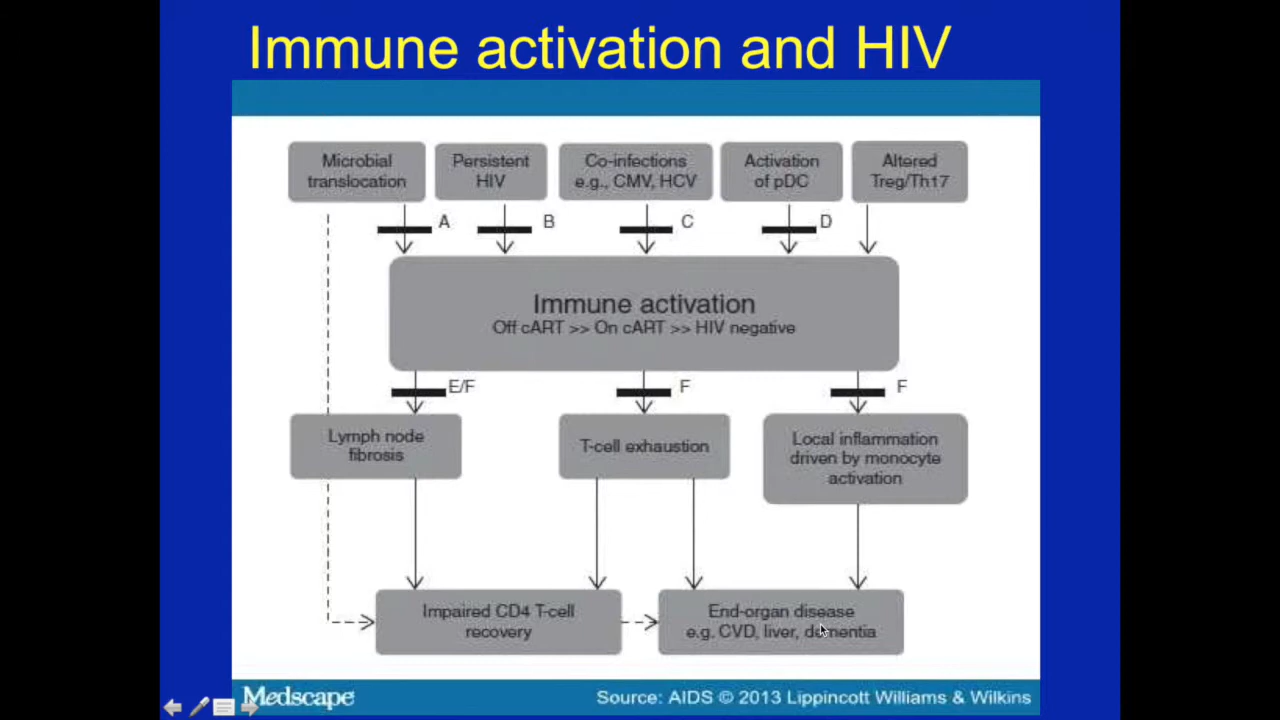 Immune activation and HIV
Microbial
translocation
Persistent
HIV
Co-infections
e.g., CMV, HCV
Activation
of pDC
Altered
Treg/Th17
A
B
C
D
Immune activation
Off cART >> On cART >> HIV negative
E/F
F
F
Lymph node
fibrosis
T-cell exhaustion
Local inflammation
driven by monocyte
activation
Impaired CD4 T-cell
recovery
End-organ disease
e.g. CVD, liver, dementia
Medscape
Source: AIDS © 2013 Lippincott Williams & Wilkins